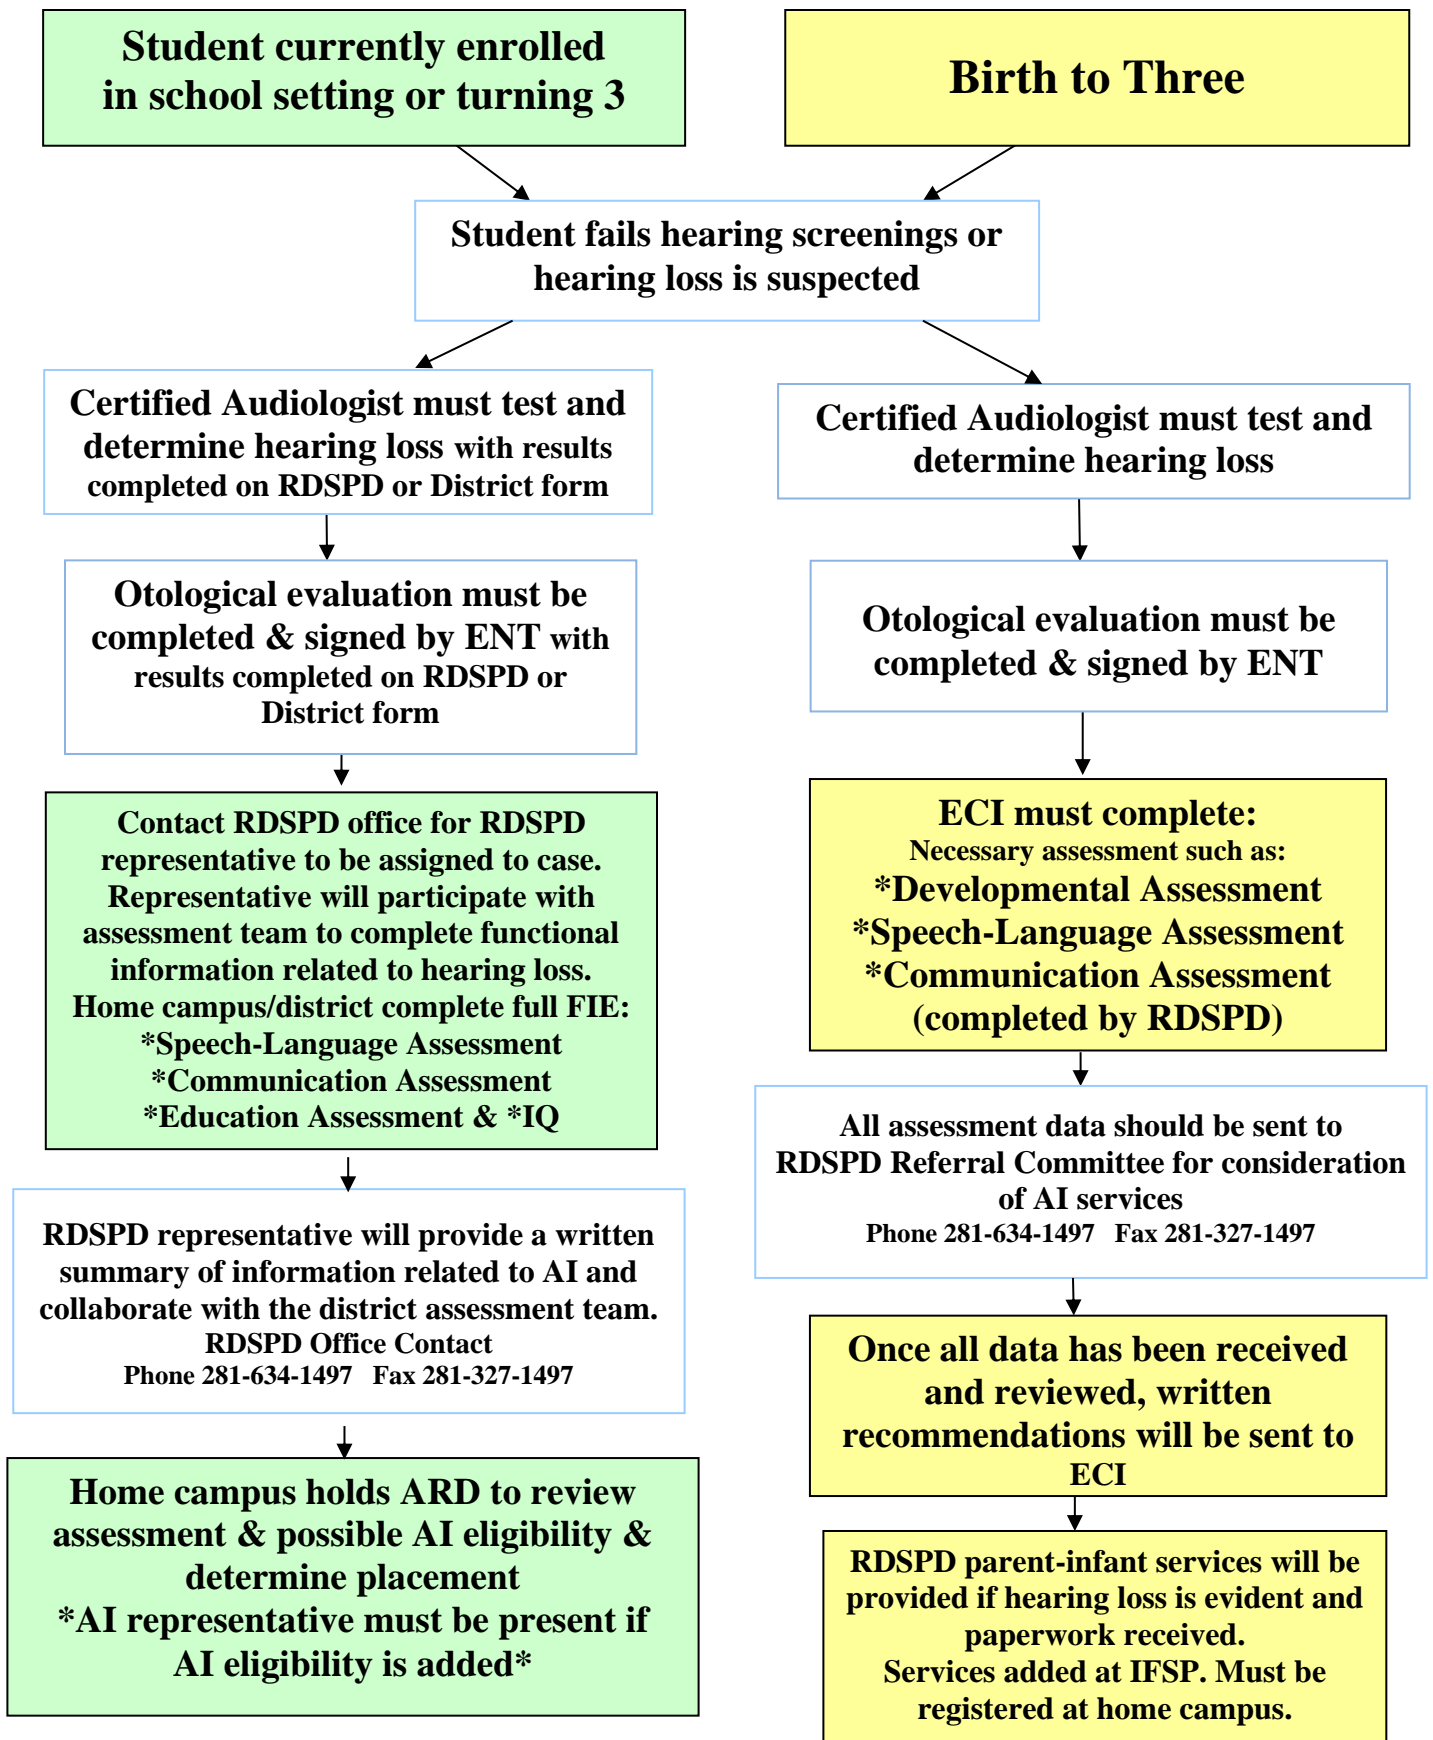 Student currently enrolled
in school setting or turning 3
Birth to Three
Student fails hearing screenings or
hearing loss is suspected
Certified Audiologist must test and
determine hearing loss with results
completed on RDSPD or District form
Otological evaluation must be
completed & signed by ENT with
results completed on RDSPD or
District form
Contact RDSPD office for RDSPD
representative to be assigned to case.
Representative will participate with
assessment team to complete functional
information related to hearing loss.
Home campus/district complete full FIE:
*Speech-Language Assessment
*Communication Assessment
*Education Assessment & *IQ
RDSPD representative will provide a written
summary of information related to AI and
collaborate with the district assessment team.
RDSPD Office Contact
Phone 281-634-1497 Fax 281-327-1497
Home campus holds ARD to review
assessment & possible AI eligibility &
determine placement
*AI representative must be present if
AI eligibility is added*
Certified Audiologist must test and
determine hearing loss
Otological evaluation must be
completed & signed by ENT
ECI must complete:
Necessary assessment such as:
*Developmental Assessment
*Speech-Language Assessment
*Communication Assessment
(completed by RDSPD)
All assessment data should be sent to
RDSPD Referral Committee for consideration
of AI services
Phone 281-634-1497 Fax 281-327-1497
Once all data has been received
and reviewed, written
recommendations will be sent to
ECI
RDSPD parent-infant services will be
provided if hearing loss is evident and
paperwork received.
Services added at IFSP. Must be
registered at home campus.